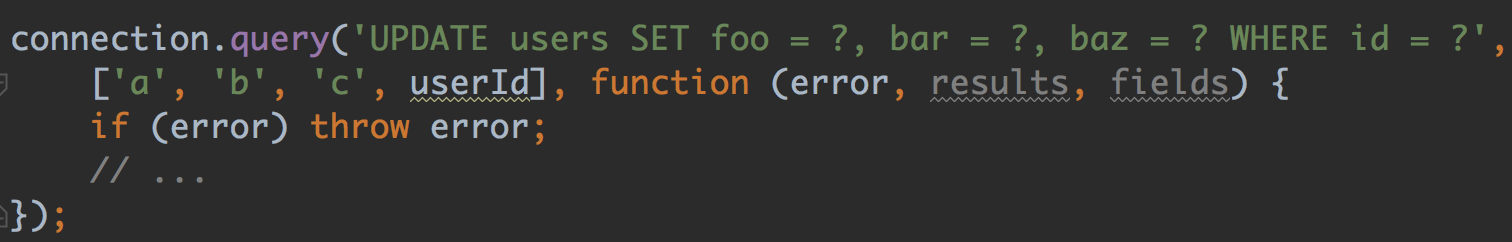 connection.query('UPDATE users SET foo = ?, bar = ?, baz = ? WHERE id = ?',
['a', 'b', 'c', userId], function (error, results, fields) {
if (error) throw error;
// ...
});